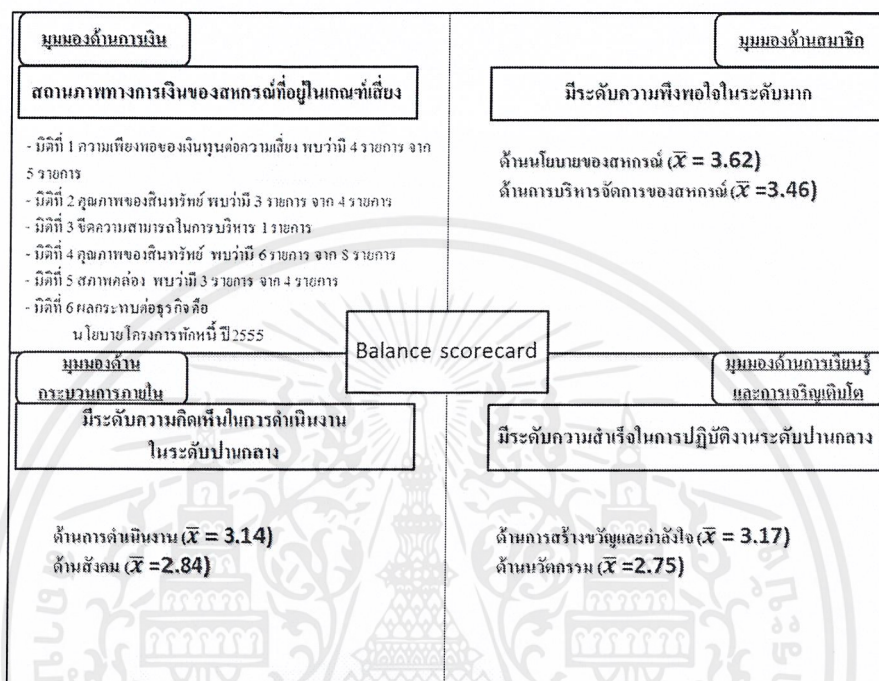 มุมมองด้านการเงิน
สถานภาพทางการเงินของสหกรณ์ที่อยู่ในเกณฑ์เสี่ยง
- มิติที่ 1 ความเพียงพอของเงินทุนต่อความเสี่ยง พบว่ามี 4 รายการ จาก
5 รายการ
- มิติที่ 2 คุณภาพของสินทรัพย์ พบว่ามี 3 รายการ จาก 4 รายการ
- มิติที่ 3 ขีดความสามารถในการบริหาร 1 รายการ
- มิติที่ 4 คุณภาพของสินทรัพย์ พบว่ามี 6 รายการ จาก 8 รายการ
- มิติที่ 5 สภาพคล่อง พบว่ามี 3 รายการ จาก 4 รายการ
- มิติที่ 6 ผลกระทบต่อธุรกิจคือ
นโยบายโครงการพักหนี้ ปี2555
มุมมองด้านสมาชิก
มีระดับความพึงพอใจในระดับมาก
ด้านนโยบายของสหกรณ์ (x̄ = 3.62)
ด้านการบริหารจัดการของสหกรณ์ (x̄ =3.46)
Balance scorecard
มุมมองด้าน
กระบวนการภายใน
มีระดับความคิดเห็นในการดำเนินงาน
ในระดับปานกลาง
ด้านการดำเนินงาน (x̄ = 3.14)
ด้านสังคม (x̄ =2.84)
มุมมองด้านการเรียนรู้
และการเจริญเติบโต
มีระดับความสำเร็จในการปฏิบัติงานระดับปานกลาง
ด้านการสร้างขวัญและกำลังใจ (x̄ = 3.17)
ด้านนวัตกรรม (x̄ =2.75)